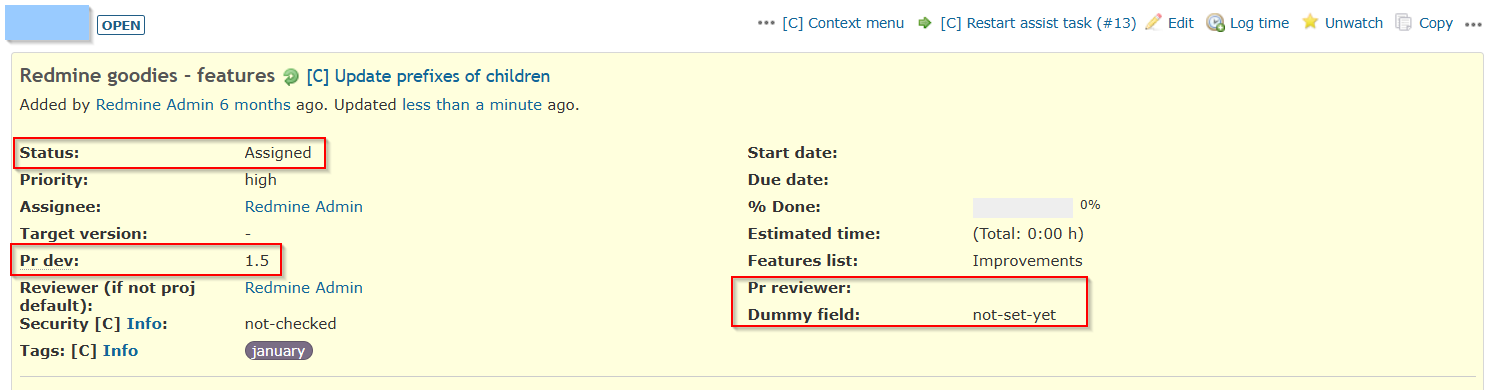 OPEN
••• [C] Context menu [C] Restart assist task (#13) Edit Log time Unwatch Copy •••
Redmine goodies - features [C] Update prefixes of children
Added by Redmine Admin 6 months ago. Updated less than a minute ago.
Status: Assigned
Priority: high
Assignee: Redmine Admin
Target version: -
Pr dev: 1.5
Reviewer (if not proj default): Redmine Admin
Security [C] Info: not-checked
Tags: [C] Info january
Start date:
Due date:
% Done: 0%
Estimated time: (Total: 0:00 h)
Features list: Improvements
Pr reviewer:
Dummy field: not-set-yet